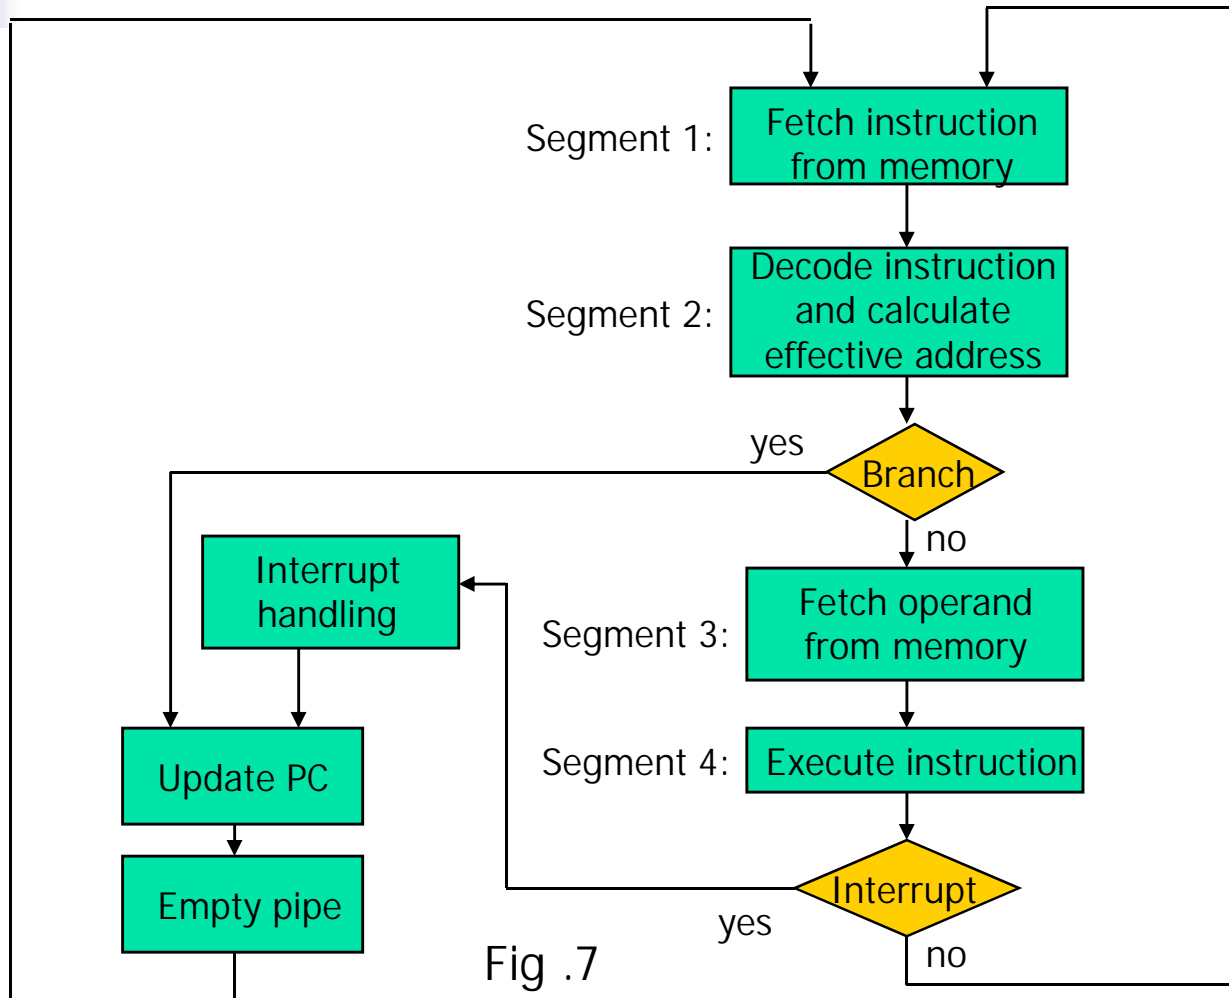 Segment 1:
Fetch instruction
from memory
Segment 2:
Decode instruction
and calculate
effective address
yes
Branch
no
Interrupt
handling
Segment 3:
Fetch operand
from memory
Update PC
Segment 4:
Execute instruction
Empty pipe
Interrupt
yes
no
Fig .7